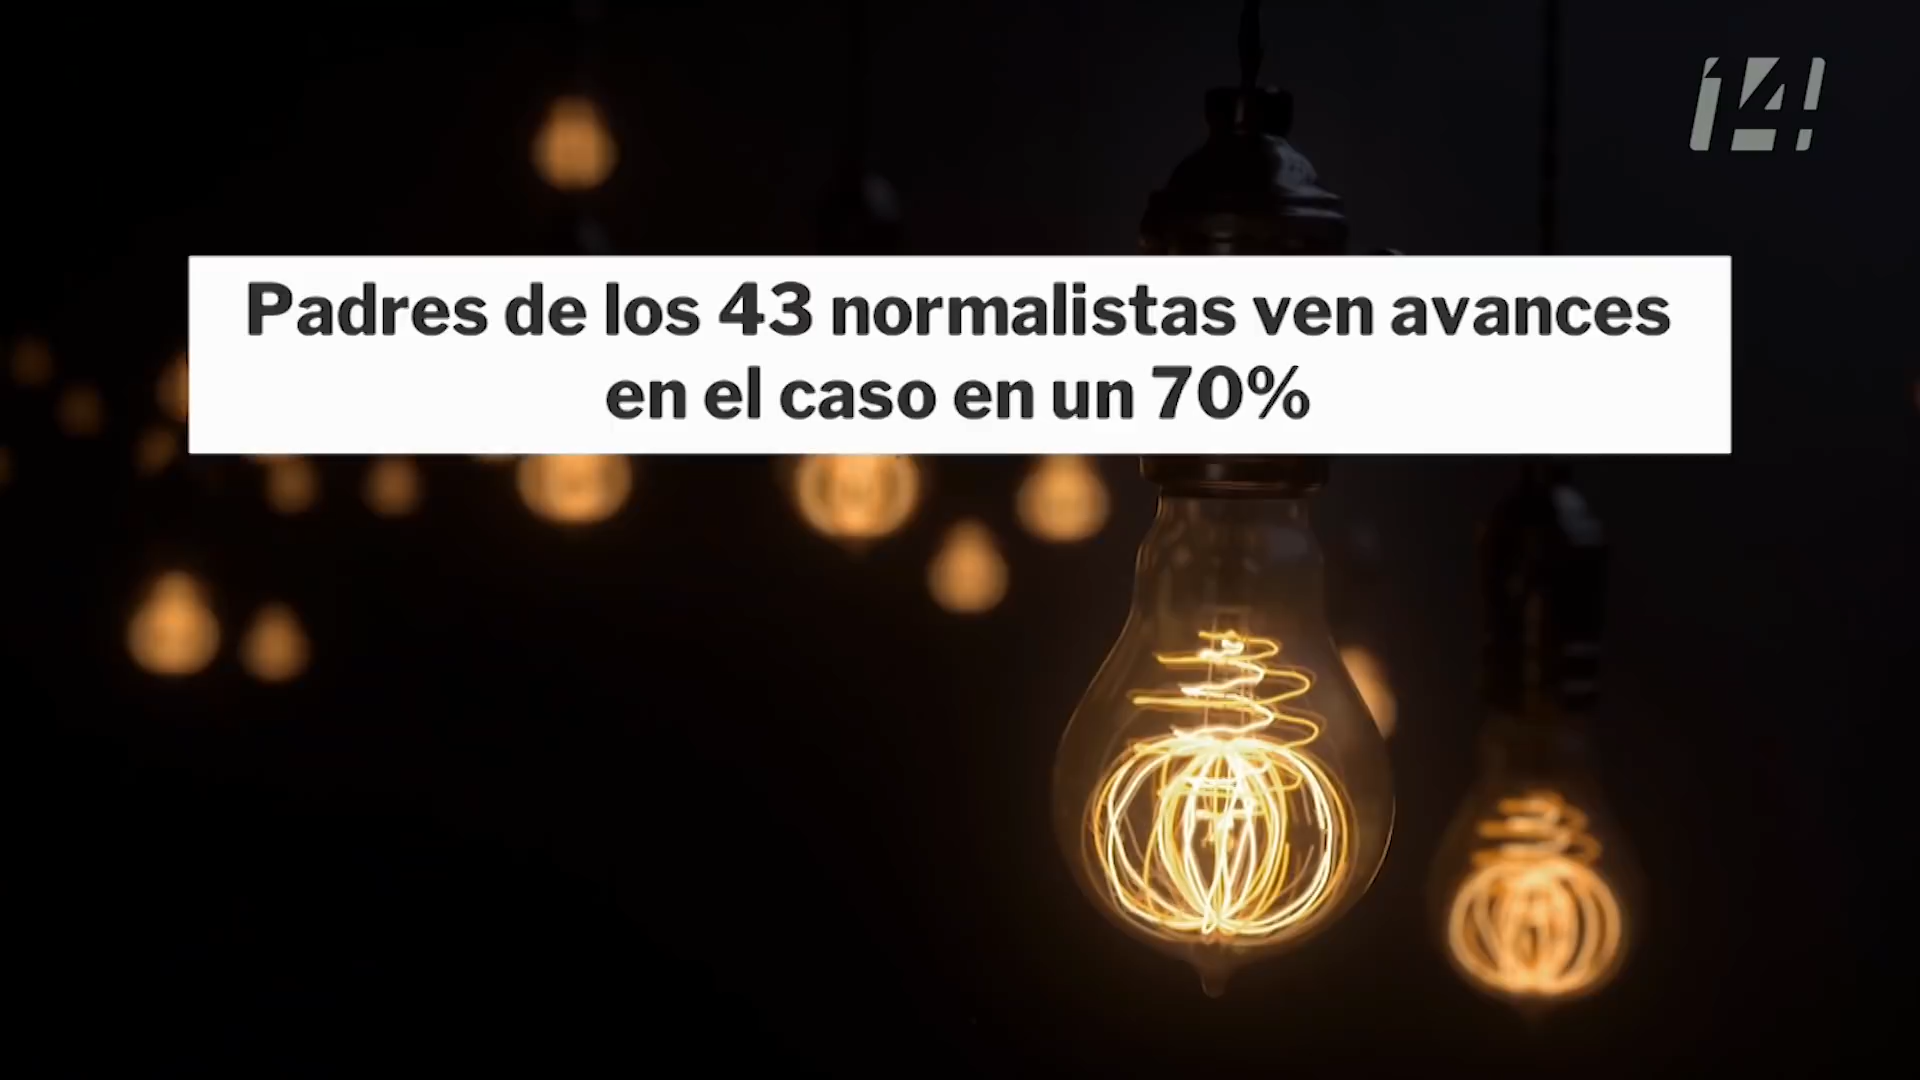 14!
Padres de los 43 normalistas ven avances
en el caso en un 70%